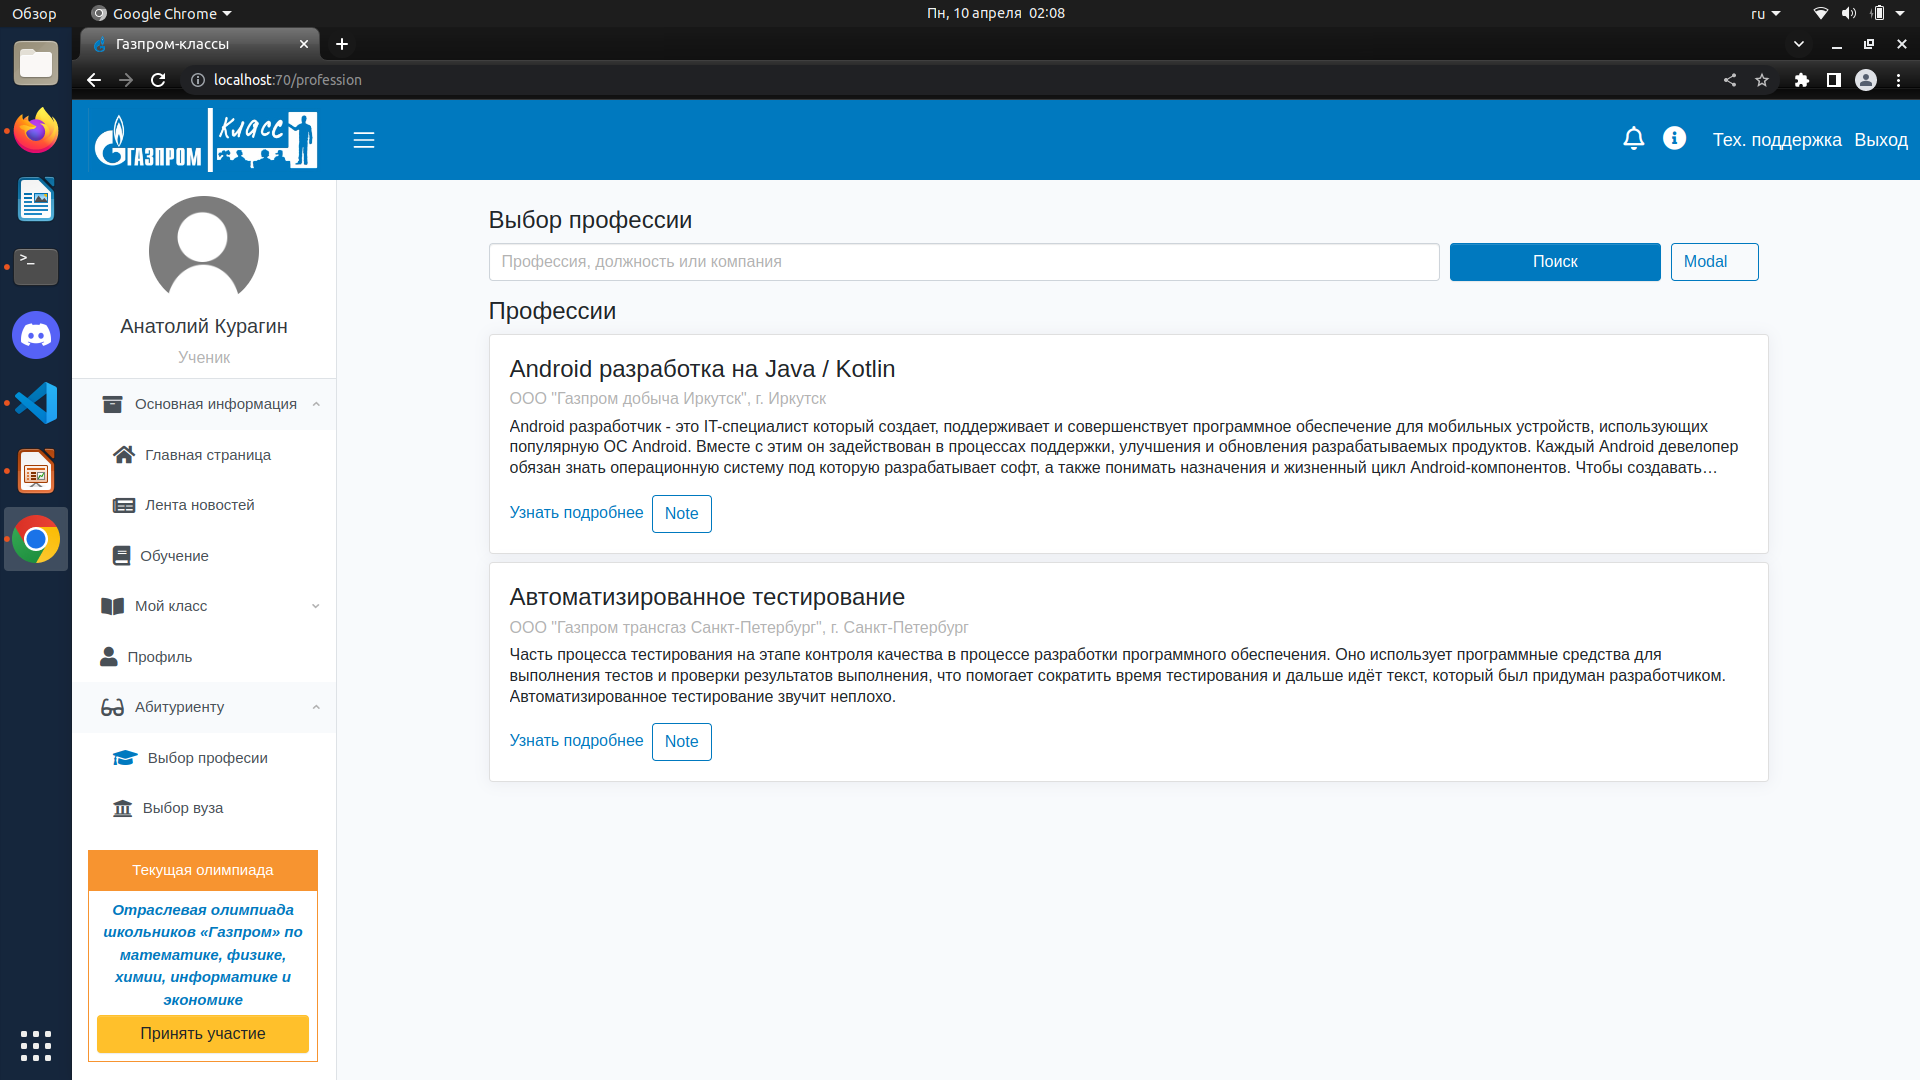 Обзор
Google Chrome
Пн, 10 апреля 02:08
ru
Газпром-классы
localhost:70/profession
ГАЗПРОМ
Класс
Тех. поддержка
Выход
Анатолий Курагин
Ученик
Основная информация
Главная страница
Лента новостей
Обучение
Мой класс
Профиль
Абитуриенту
Выбор професии
Выбор вуза
Текущая олимпиада
Отраслевая олимпиада
школьников «Газпром» по
математике, физике,
химии, информатике и
экономике
Принять участие
Выбор профессии
Профессия, должность или компания
Поиск
Modal
Профессии
Android разработка на Java / Kotlin
ООО "Газпром добыча Иркутск", г. Иркутск
Android разработчик - это IT-специалист который создает, поддерживает и совершенствует программное обеспечение для мобильных устройств, использующих
популярную ОС Android. Вместе с этим он задействован в процессах поддержки, улучшения и обновления разрабатываемых продуктов. Каждый Android девелопер
обязан знать операционную систему под которую разрабатывает софт, а также понимать назначения и жизненный цикл Android-компонентов. Чтобы создавать…
Узнать подробнее
Note
Автоматизированное тестирование
ООО "Газпром трансгаз Санкт-Петербург", г. Санкт-Петербург
Часть процесса тестирования на этапе контроля качества в процессе разработки программного обеспечения. Оно использует программные средства для
выполнения тестов и проверки результатов выполнения, что помогает сократить время тестирования и дальше идёт текст, который был придуман разработчиком.
Автоматизированное тестирование звучит неплохо.
Узнать подробнее
Note